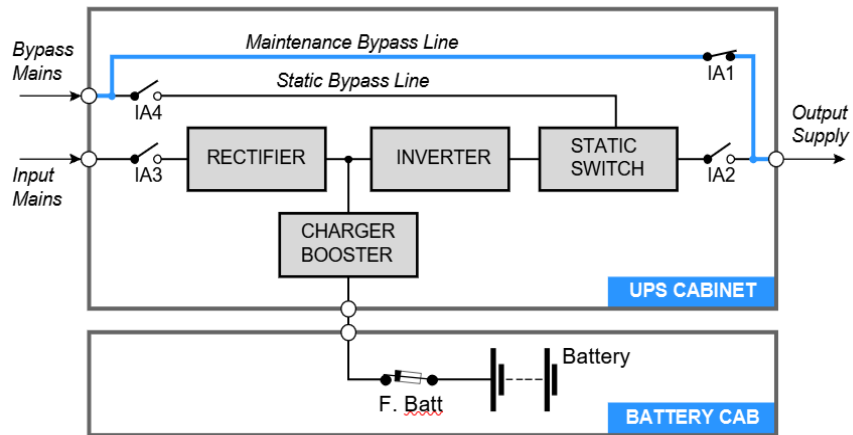 Maintenance Bypass Line
Bypass
Mains
IA1
Static Bypass Line
IA4
Output
Supply
RECTIFIER
INVERTER
STATIC
SWITCH
Input
Mains
IA3
IA2
CHARGER
BOOSTER
UPS CABINET
Battery
F. Batt
BATTERY CAB